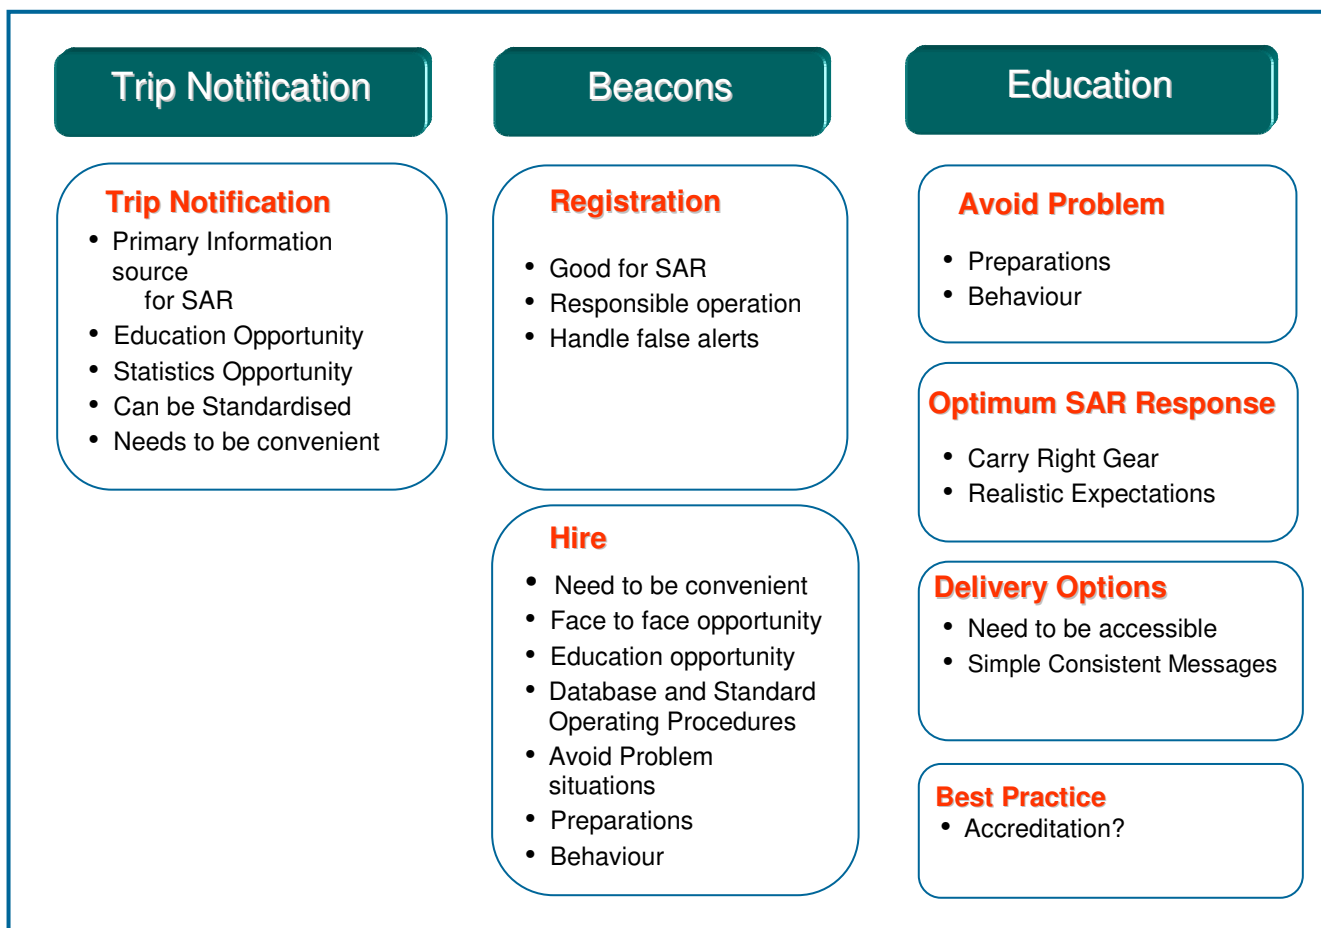 Trip Notification
Trip Notification
• Primary Information
source
for SAR
• Education Opportunity
• Statistics Opportunity
• Can be Standardised
• Needs to be convenient
Beacons
Registration
• Good for SAR
• Responsible operation
• Handle false alerts
Hire
• Need to be convenient
• Face to face opportunity
• Education opportunity
• Database and Standard
Operating Procedures
• Avoid Problem
situations
• Preparations
• Behaviour
Education
Avoid Problem
• Preparations
• Behaviour
Optimum SAR Response
• Carry Right Gear
• Realistic Expectations
Delivery Options
• Need to be accessible
• Simple Consistent Messages
Best Practice
• Accreditation?